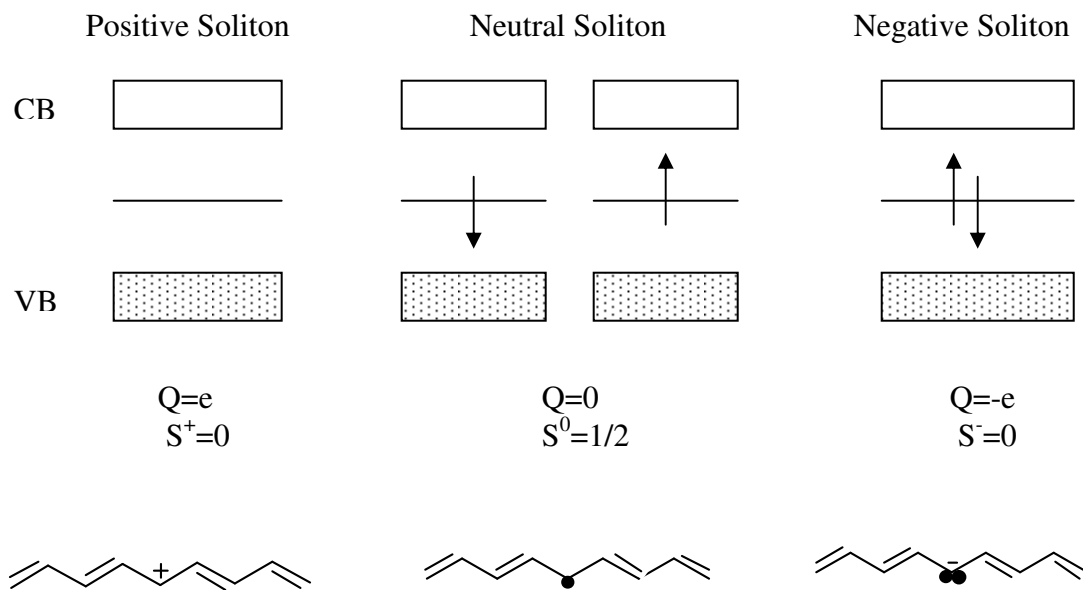 Positive Soliton Neutral Soliton Negative Soliton
CB
VB
Q=e Q=0 Q=-e
S⁺=0 S⁰=1/2 S⁻=0
+ -